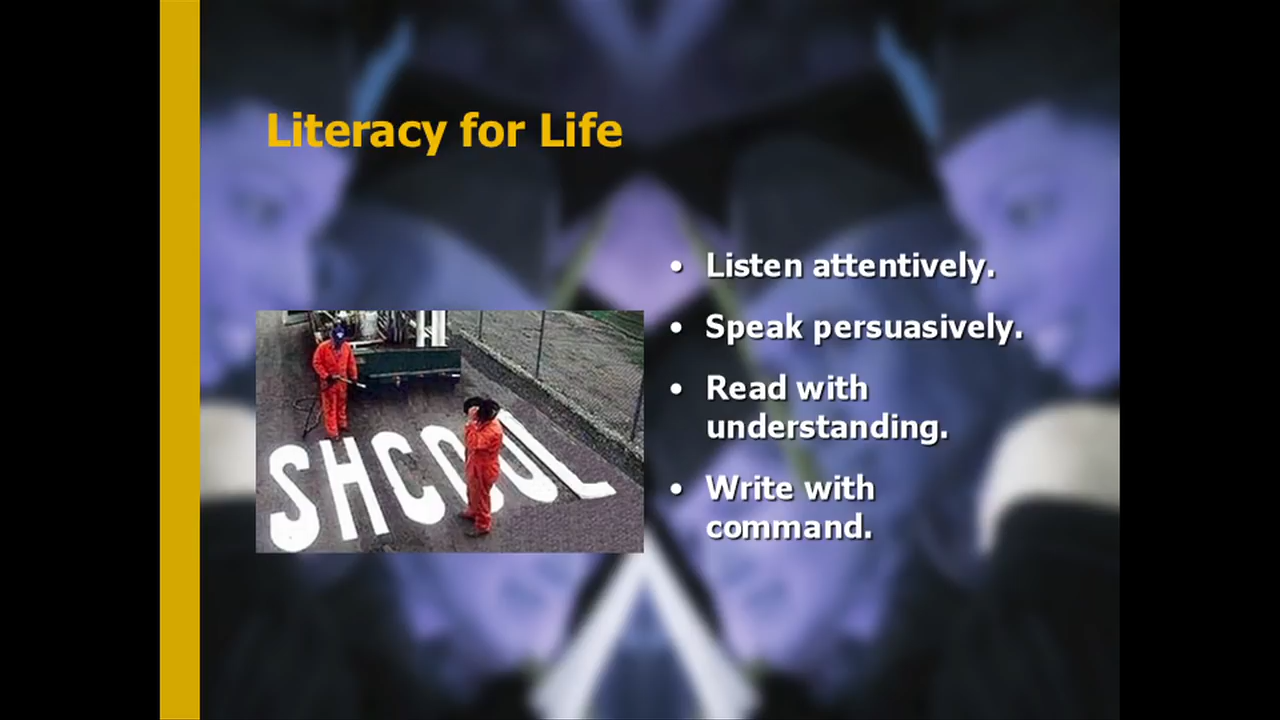 Literacy for Life
• Listen attentively.
• Speak persuasively.
• Read with
understanding.
• Write with
command.
SHCOOL